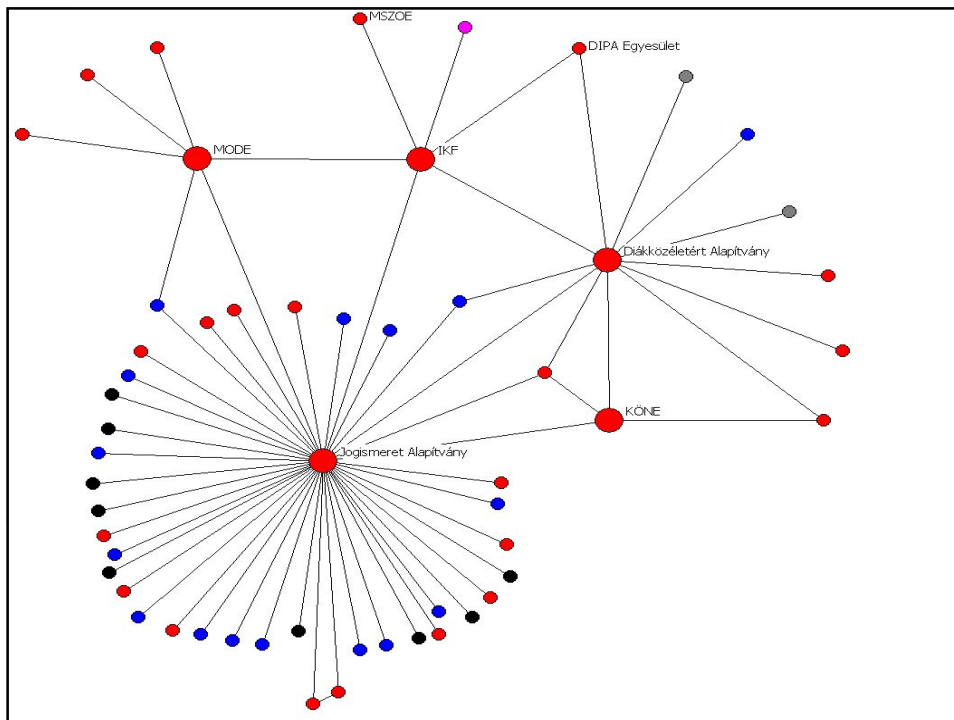 MSZOE
DIPA Egyesület
MODE
IKF
Diákközéletért Alapítvány
KÖNE
Jogismeret Alapítvány